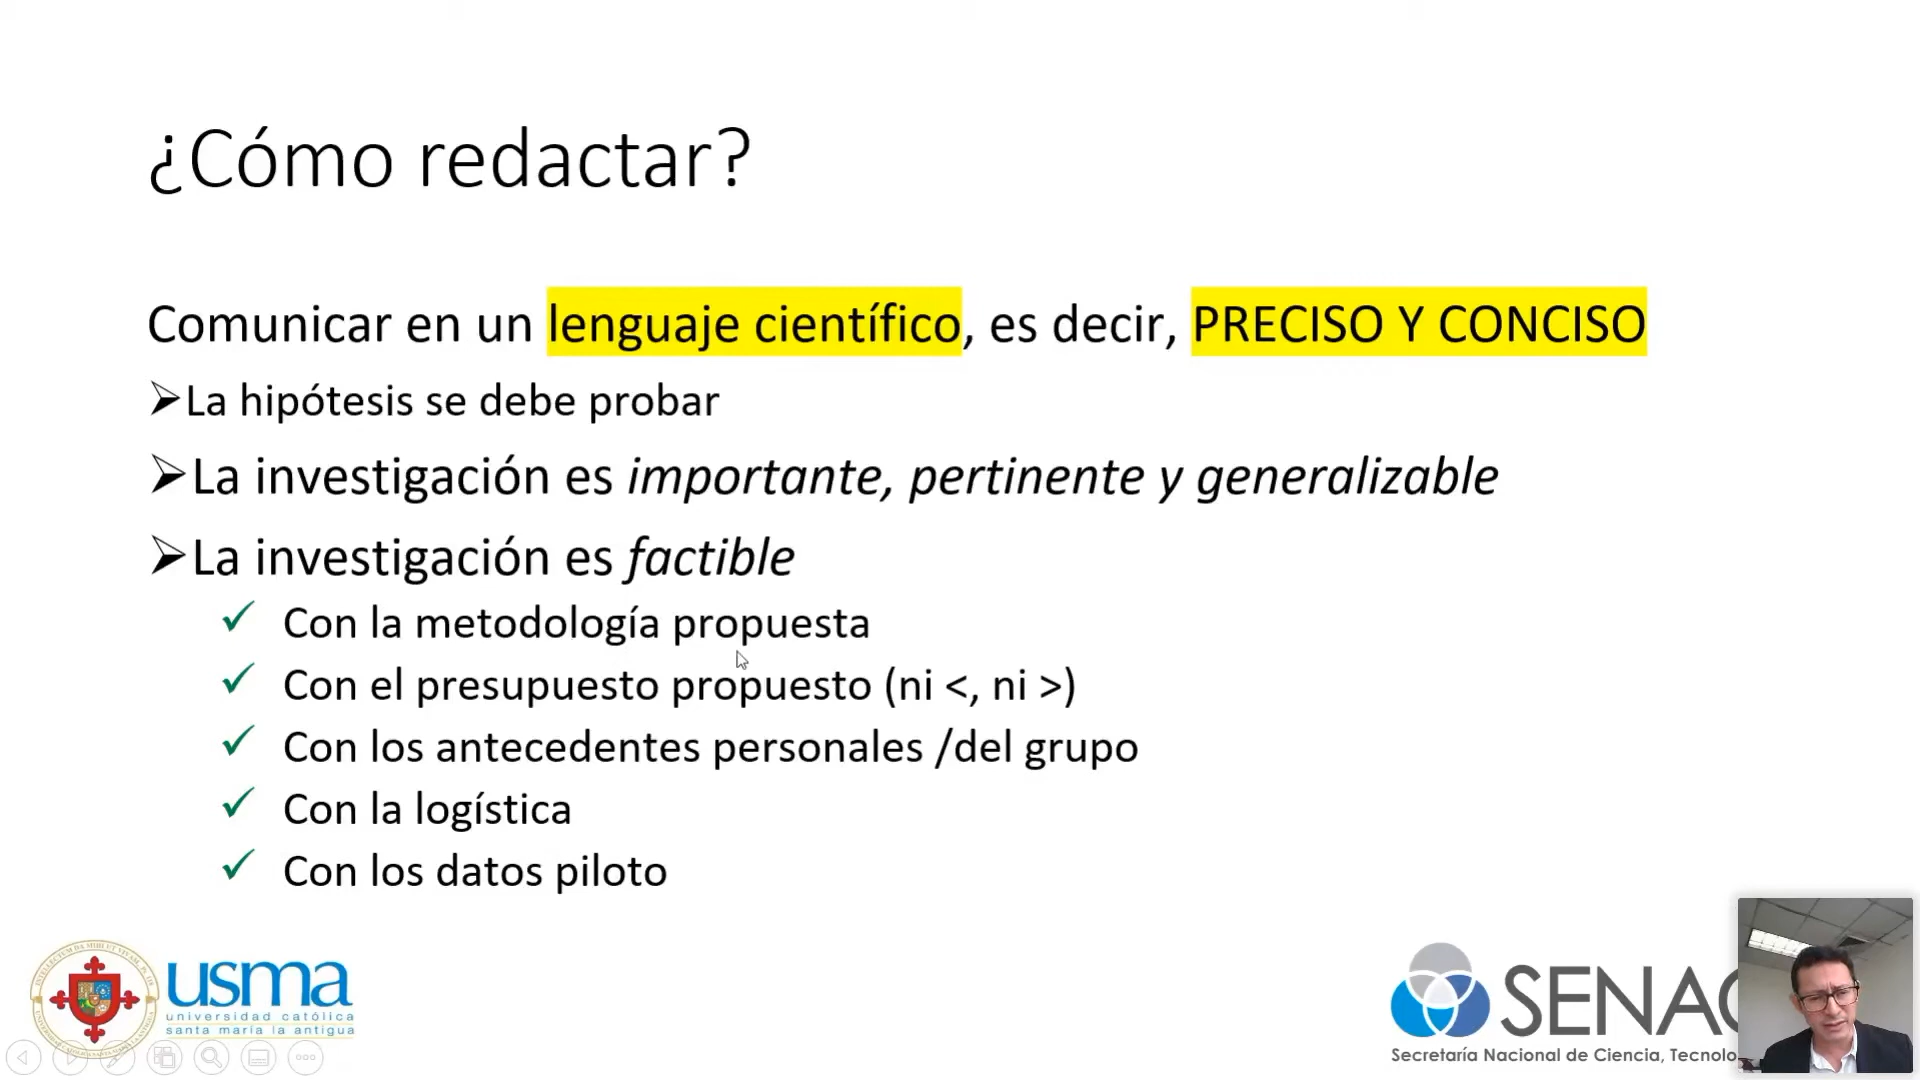 ¿Cómo redactar?
Comunicar en un lenguaje científico, es decir, PRECISO Y CONCISO
➢La hipótesis se debe probar
➢La investigación es importante, pertinente y generalizable
➢La investigación es factible
✓ Con la metodología propuesta
✓ Con el presupuesto propuesto (ni <, ni >)
✓ Con los antecedentes personales /del grupo
✓ Con la logística
✓ Con los datos piloto
usma
universidad católica
santa maría la antigua
SENAC
Secretaría Nacional de Ciencia, Tecnolo